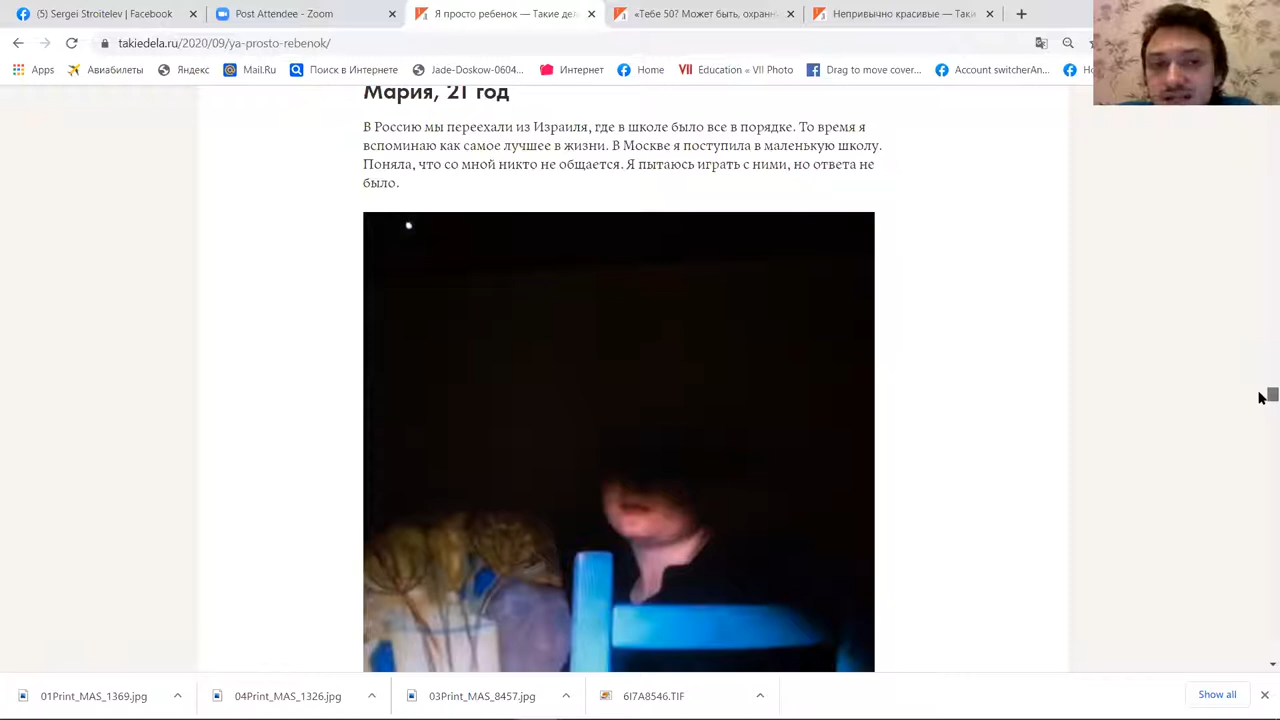 (5) Sergei Stroitelev | Facebook
Post Attendee - Zoom
Я просто ребенок — Такие дел
«Тебе 50? Может быть, охранн
Непривычно красивые — Таки
takiedela.ru/2020/09/ya-prosto-rebenok/
Apps
Авиабилеты
Яндекс
Mail.Ru
Поиск в Интернете
Jade-Doskow-0604...
Интернет
Home
VII Education « VII Photo
Drag to move cover...
Account switcherAn...
Мария, 21 год
В Россию мы переехали из Израиля, где в школе было все в порядке. То время я
вспоминаю как самое лучшее в жизни. В Москве я поступила в маленькую школу.
Поняла, что со мной никто не общается. Я пытаюсь играть с ними, но ответа не
было.
01Print_MAS_1369.jpg
04Print_MAS_1326.jpg
03Print_MAS_8457.jpg
6I7A8546.TIF
Show all